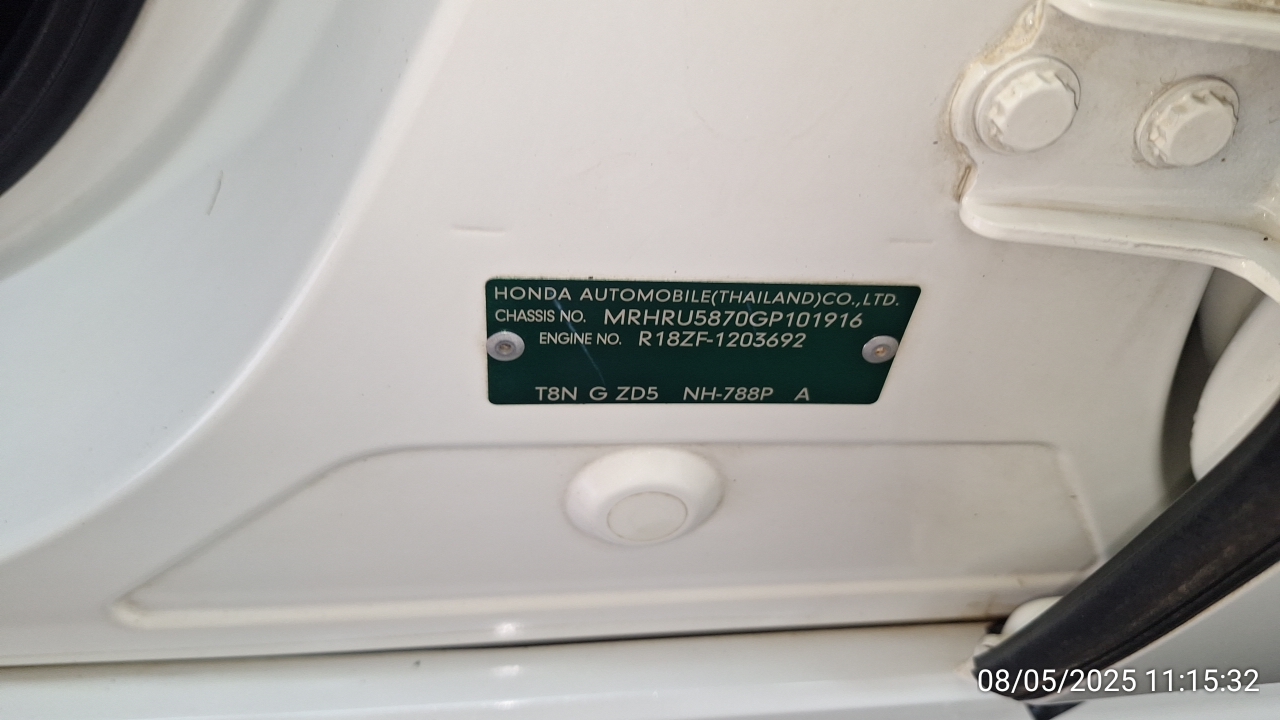 HONDA AUTOMOBILE(THAILAND)CO.,LTD.
CHASSIS NO. MRHRU5870GP101916
ENGINE NO. R18ZF-1203692
T8N G ZD5 NH-788P A
08/05/2025 11:15:32